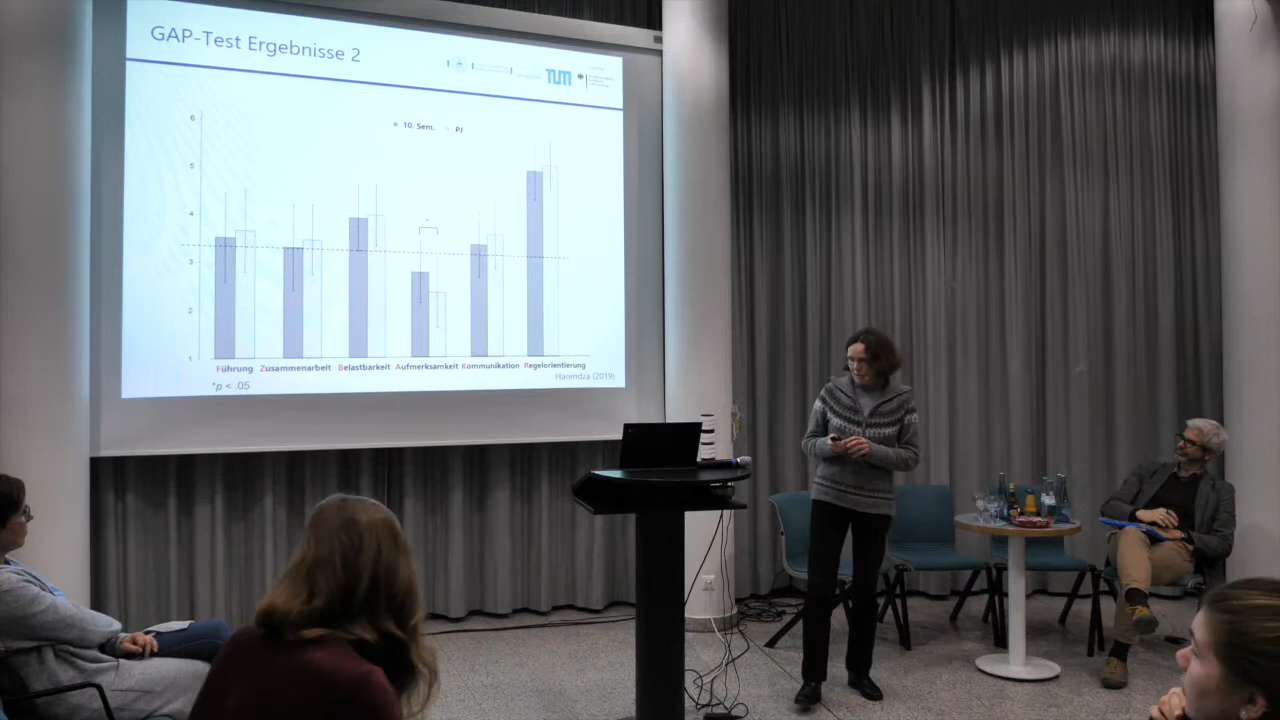 GAP-Test Ergebnisse 2
TUM
10. Sem. PJ
6
5
4
3
2
1
*
Führung Zusammenarbeit Belastbarkeit Aufmerksamkeit Kommunikation Regelorientierung
*p < .05
Harendza (2019)